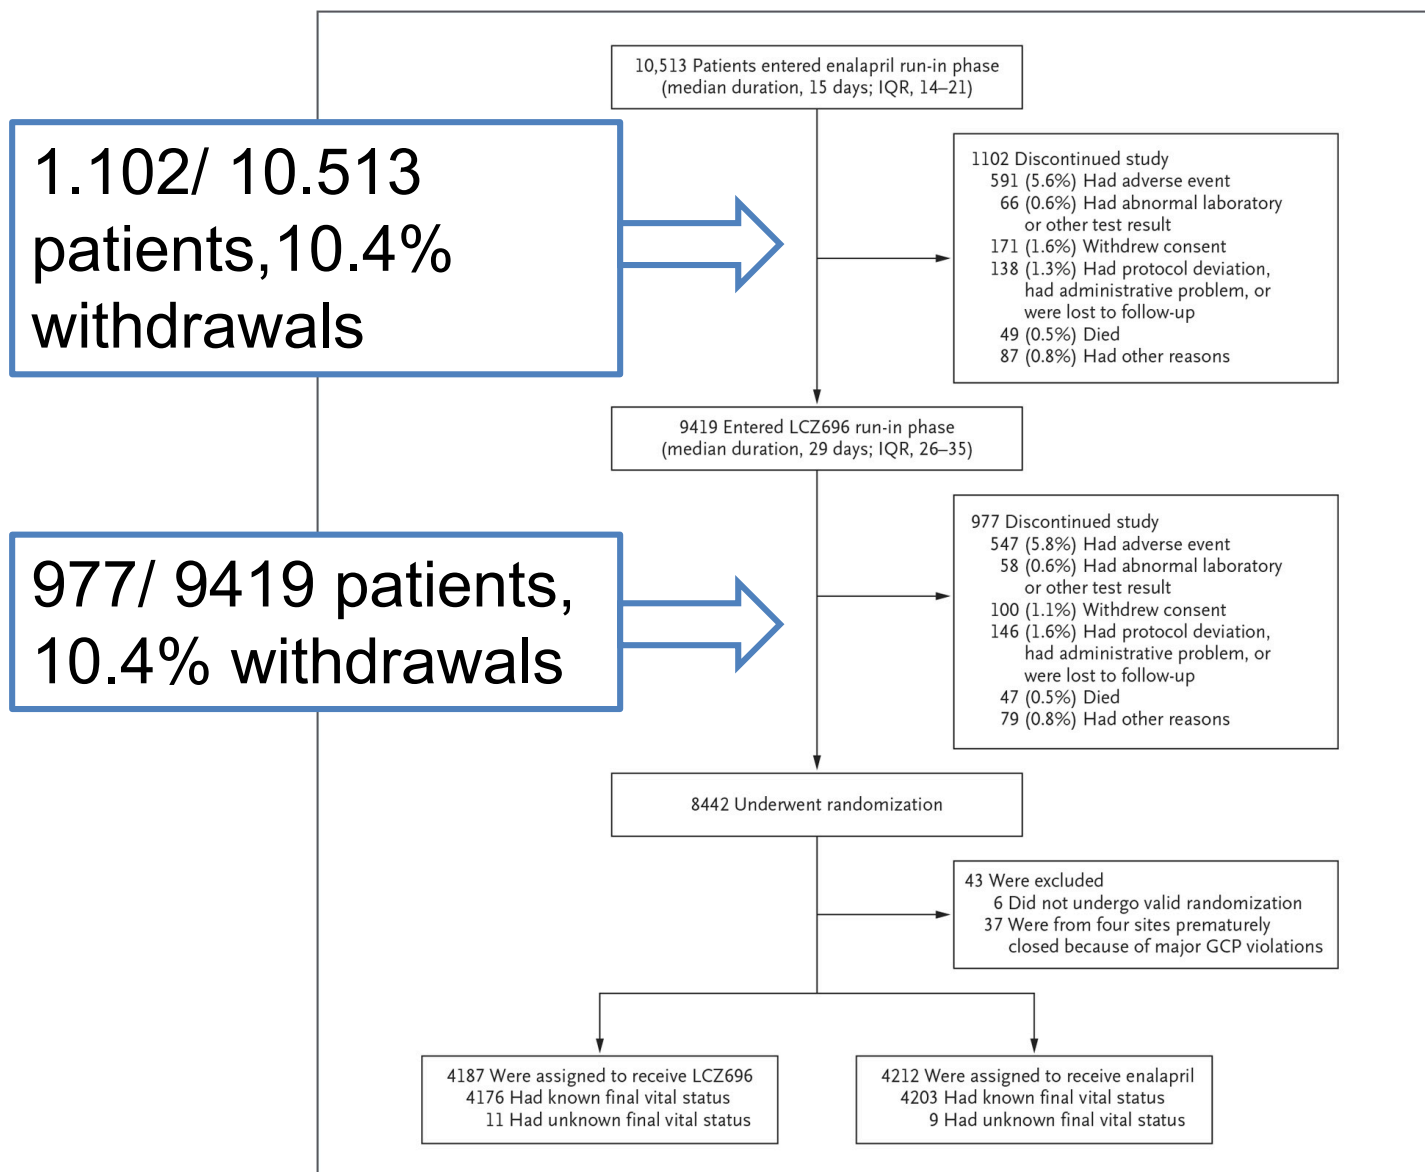 10,513 Patients entered enalapril run-in phase
(median duration, 15 days; IQR, 14–21)
1.102/ 10.513
patients,10.4%
withdrawals
1102 Discontinued study
591 (5.6%) Had adverse event
66 (0.6%) Had abnormal laboratory
or other test result
171 (1.6%) Withdrew consent
138 (1.3%) Had protocol deviation,
had administrative problem, or
were lost to follow-up
49 (0.5%) Died
87 (0.8%) Had other reasons
9419 Entered LCZ696 run-in phase
(median duration, 29 days; IQR, 26–35)
977/ 9419 patients,
10.4% withdrawals
977 Discontinued study
547 (5.8%) Had adverse event
58 (0.6%) Had abnormal laboratory
or other test result
100 (1.1%) Withdrew consent
146 (1.6%) Had protocol deviation,
had administrative problem, or
were lost to follow-up
47 (0.5%) Died
79 (0.8%) Had other reasons
8442 Underwent randomization
43 Were excluded
6 Did not undergo valid randomization
37 Were from four sites prematurely
closed because of major GCP violations
4187 Were assigned to receive LCZ696
4176 Had known final vital status
11 Had unknown final vital status
4212 Were assigned to receive enalapril
4203 Had known final vital status
9 Had unknown final vital status